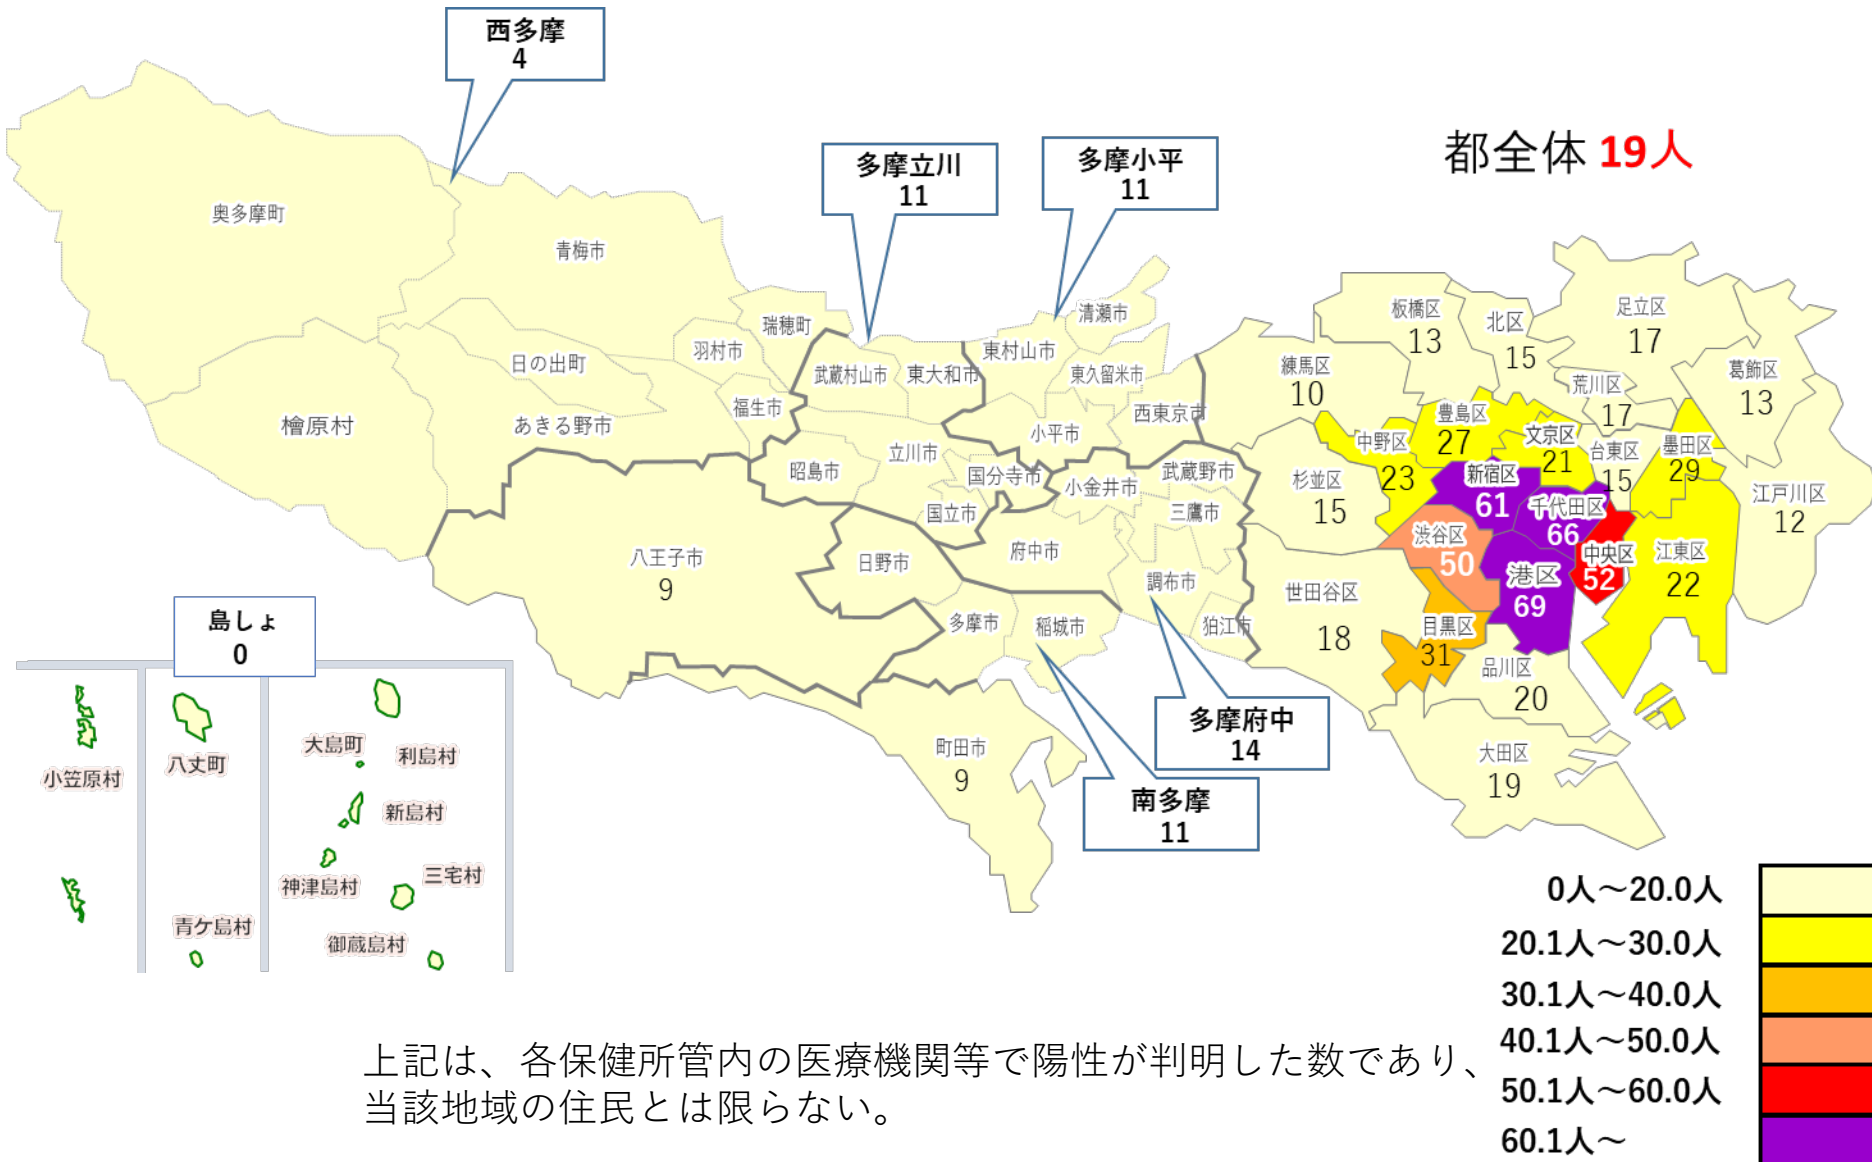 西多摩
4
多摩立川
11
多摩小平
11
都全体 19人
奥多摩町
青梅市
瑞穂町
羽村市
日の出町
福生市
あきる野市
檜原村
武蔵村山市
東大和市
東村山市
清瀬市
東久留米市
西東京市
小平市
昭島市
立川市
国分寺市
国立市
小金井市
武蔵野市
三鷹市
府中市
調布市
狛江市
八王子市
9
日野市
多摩市
稲城市
町田市
9
多摩府中
14
南多摩
11
板橋区
13
北区
15
足立区
17
練馬区
10
荒川区
17
葛飾区
13
豊島区
27
中野区
23
文京区
21
台東区
15
墨田区
29
新宿区
61
千代田区
66
杉並区
15
江戸川区
12
渋谷区
50
中央区
52
江東区
22
港区
69
世田谷区
18
目黒区
31
品川区
20
大田区
19
島しょ
0
小笠原村
八丈町
青ケ島村
大島町
利島村
新島村
神津島村
三宅村
御蔵島村
0人～20.0人
20.1人～30.0人
30.1人～40.0人
40.1人～50.0人
50.1人～60.0人
60.1人～
上記は、各保健所管内の医療機関等で陽性が判明した数であり、
当該地域の住民とは限らない。